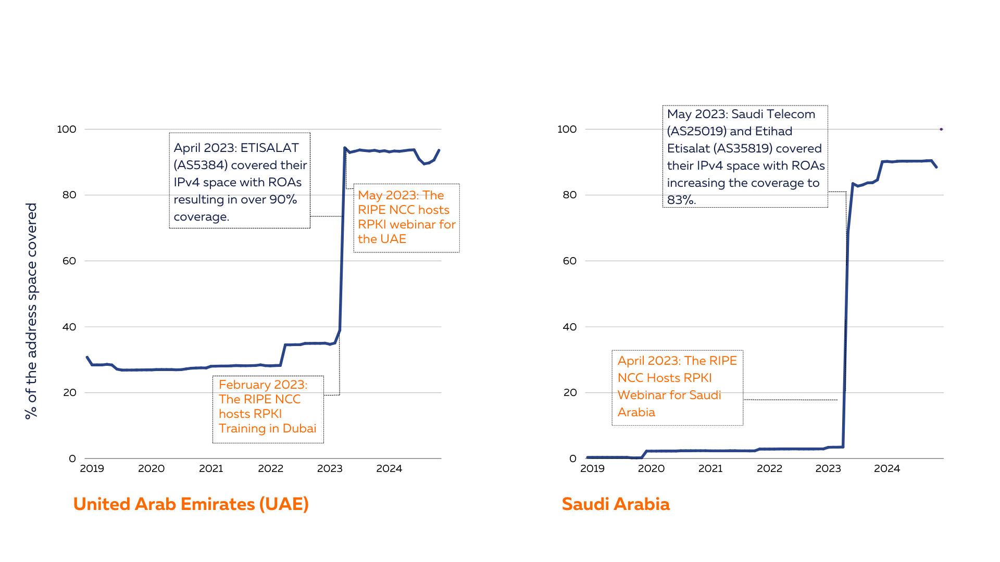 % of the address space covered
100
80
60
40
20
0
2019
2020
2021
2022
2023
2024
April 2023: ETISALAT
(AS5384) covered their
IPv4 space with ROAs
resulting in over 90%
coverage.
May 2023: The
RIPE NCC hosts
RPKI webinar for
the UAE
February 2023:
The RIPE NCC
hosts RPKI
Training in Dubai
United Arab Emirates (UAE)
100
80
60
40
20
0
2019
2020
2021
2022
2023
2024
May 2023: Saudi Telecom
(AS25019) and Etihad
Etisalat (AS35819) covered
their IPv4 space with ROAs
increasing the coverage to
83%.
April 2023: The RIPE
NCC Hosts RPKI
Webinar for Saudi
Arabia
Saudi Arabia